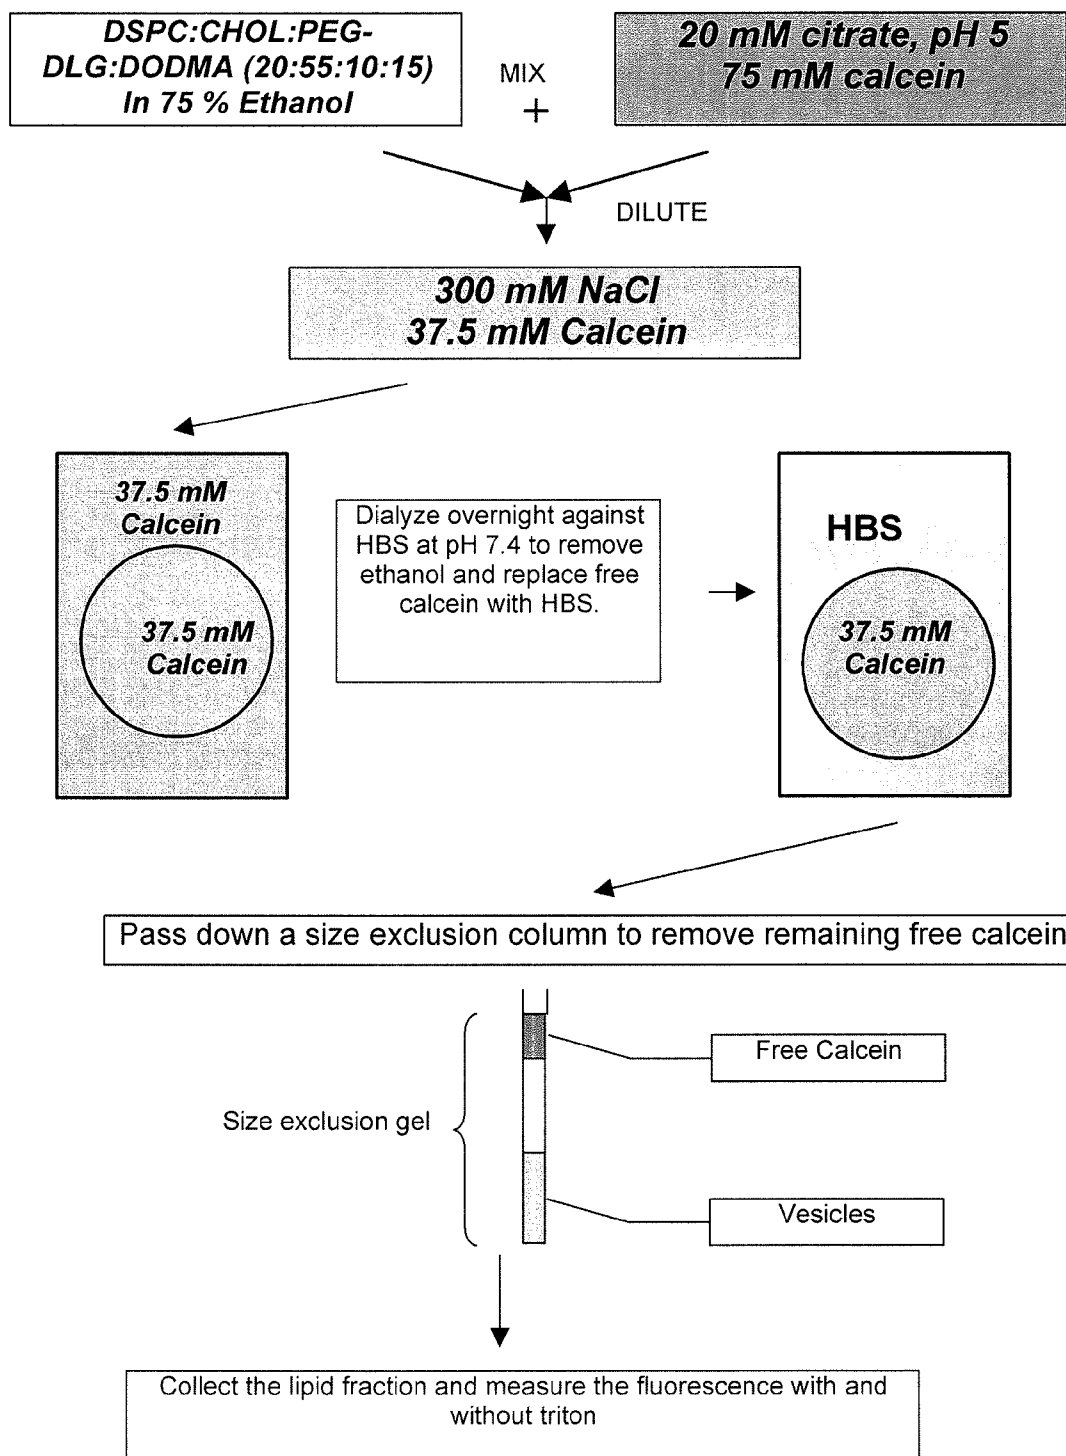 DSPC:CHOL:PEG-
DLG:DODMA (20:55:10:15)
In 75 % Ethanol
MIX
+
20 mM citrate, pH 5
75 mM calcein
DILUTE
300 mM NaCl
37.5 mM Calcein
37.5 mM
Calcein
37.5 mM
Calcein
Dialyze overnight against
HBS at pH 7.4 to remove
ethanol and replace free
calcein with HBS.
HBS
37.5 mM
Calcein
Pass down a size exclusion column to remove remaining free calcein
Free Calcein
Size exclusion gel
Vesicles
Collect the lipid fraction and measure the fluorescence with and
without triton